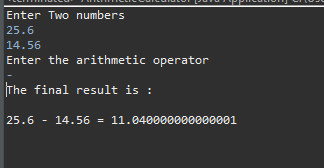 Enter Two numbers
25.6
14.56
Enter the arithmetic operator
-
The final result is :
25.6 - 14.56 = 11.040000000000001